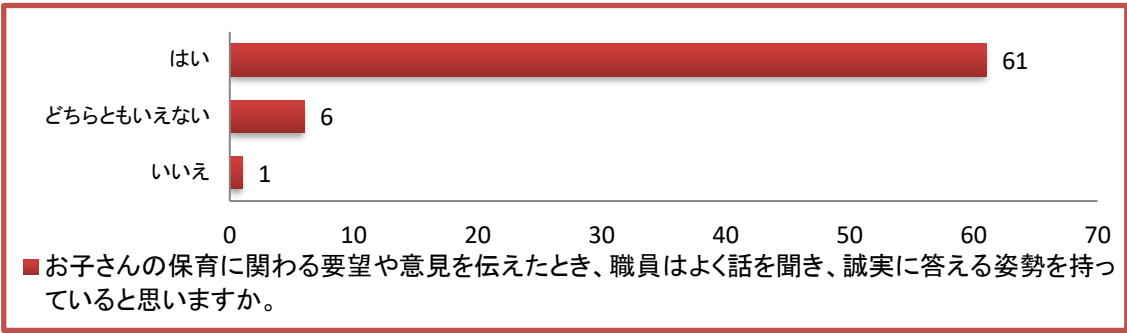 はい 61
どちらともいえない 6
いいえ 1
0 10 20 30 40 50 60 70
お子さんの保育に関わる要望や意見を伝えたとき、職員はよく話を聞き、誠実に答える姿勢を持っ
ていると思いますか。